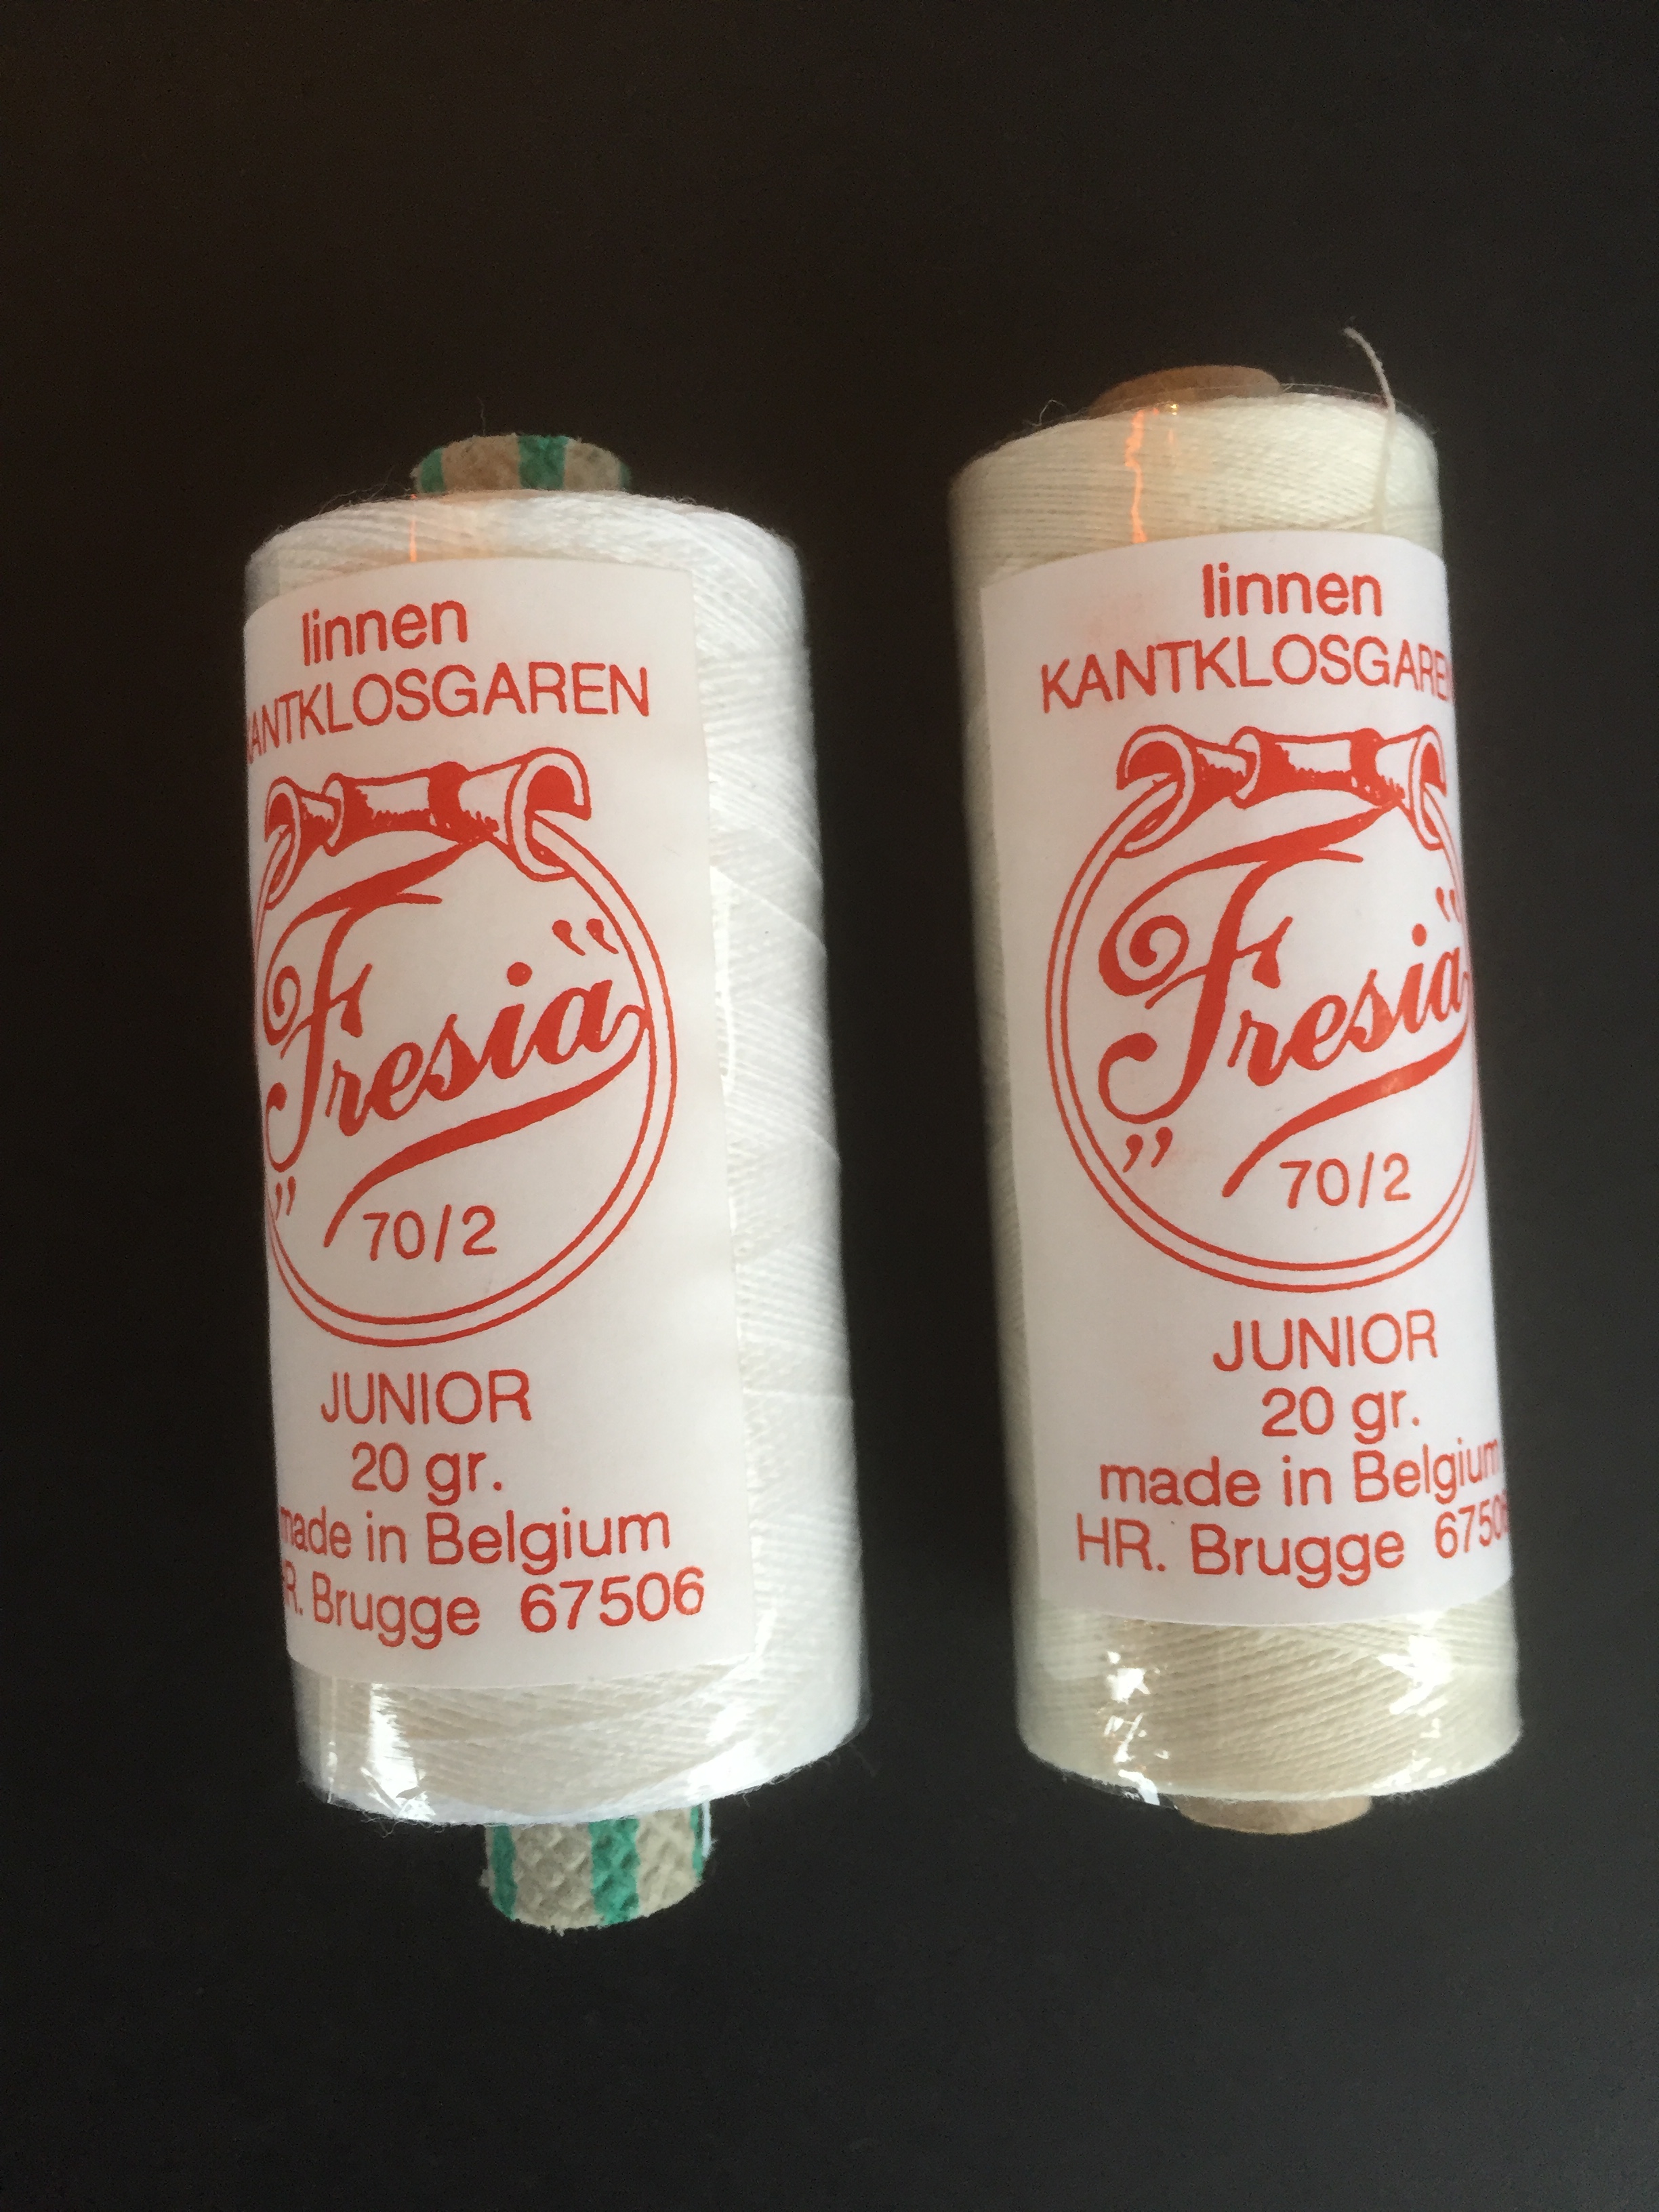 linnen
KANTKLOSGAREN
„Fresia”
70/2
JUNIOR
20 gr.
made in Belgium
HR. Brugge 67506
linnen
KANTKLOSGAREN
„Fresia”
70/2
JUNIOR
20 gr.
made in Belgium
HR. Brugge 67506